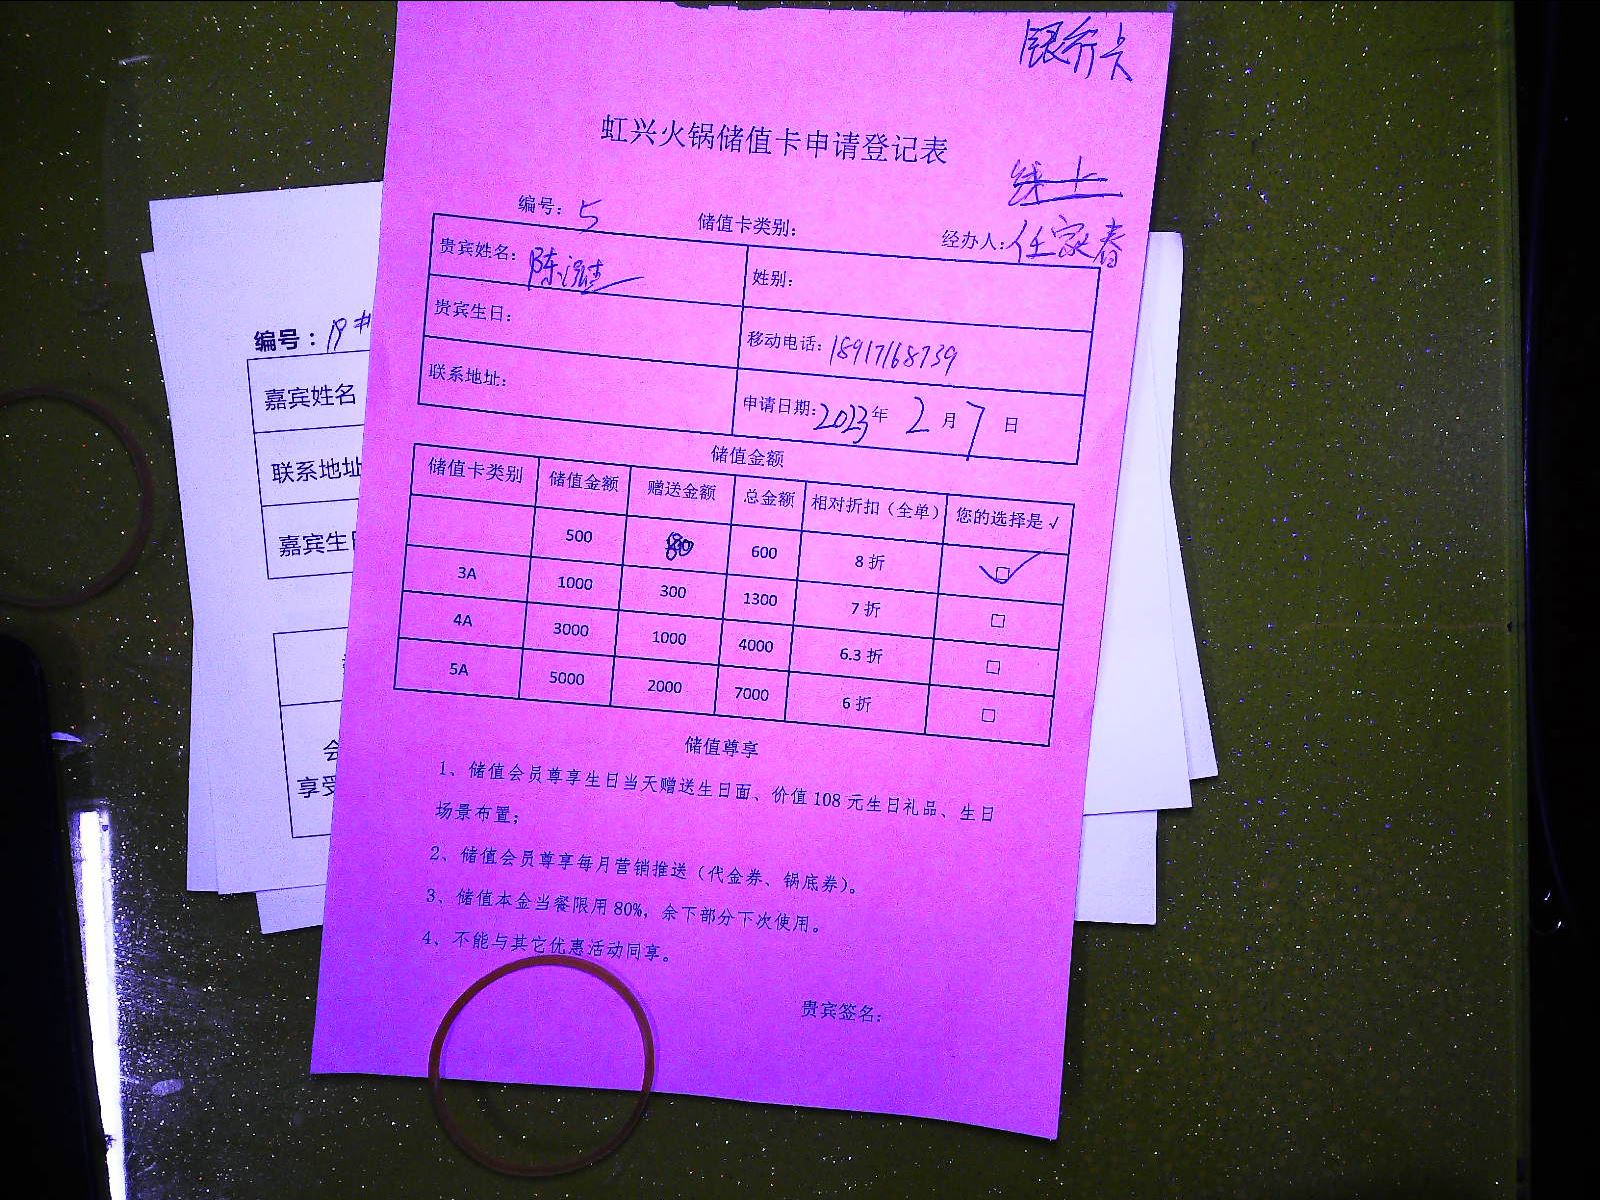 银行卡
虹兴火锅储值卡申请登记表
线上
编号：5 储值卡类别： 经办人：任家春
贵宾姓名：陈 姓别：
贵宾生日： 移动电话：18917168739
联系地址： 申请日期：2023年 2月 7日
储值金额
储值卡类别 储值金额 赠送金额 总金额 相对折扣（全单） 您的选择是√
500 80 600 8 折 ☑
3A 1000 300 1300 7 折 □
4A 3000 1000 4000 6.3 折 □
5A 5000 2000 7000 6 折 □
储值尊享
1、储值会员尊享生日当天赠送生日面、价值 108 元生日礼品、生日
场景布置；
2、储值会员尊享每月营销推送（代金券、锅底券）。
3、储值本金当餐限用 80%，余下部分下次使用。
4、不能与其它优惠活动同享。
贵宾签名：
编号：19#
嘉宾姓名
联系地址
嘉宾生日
会
享受